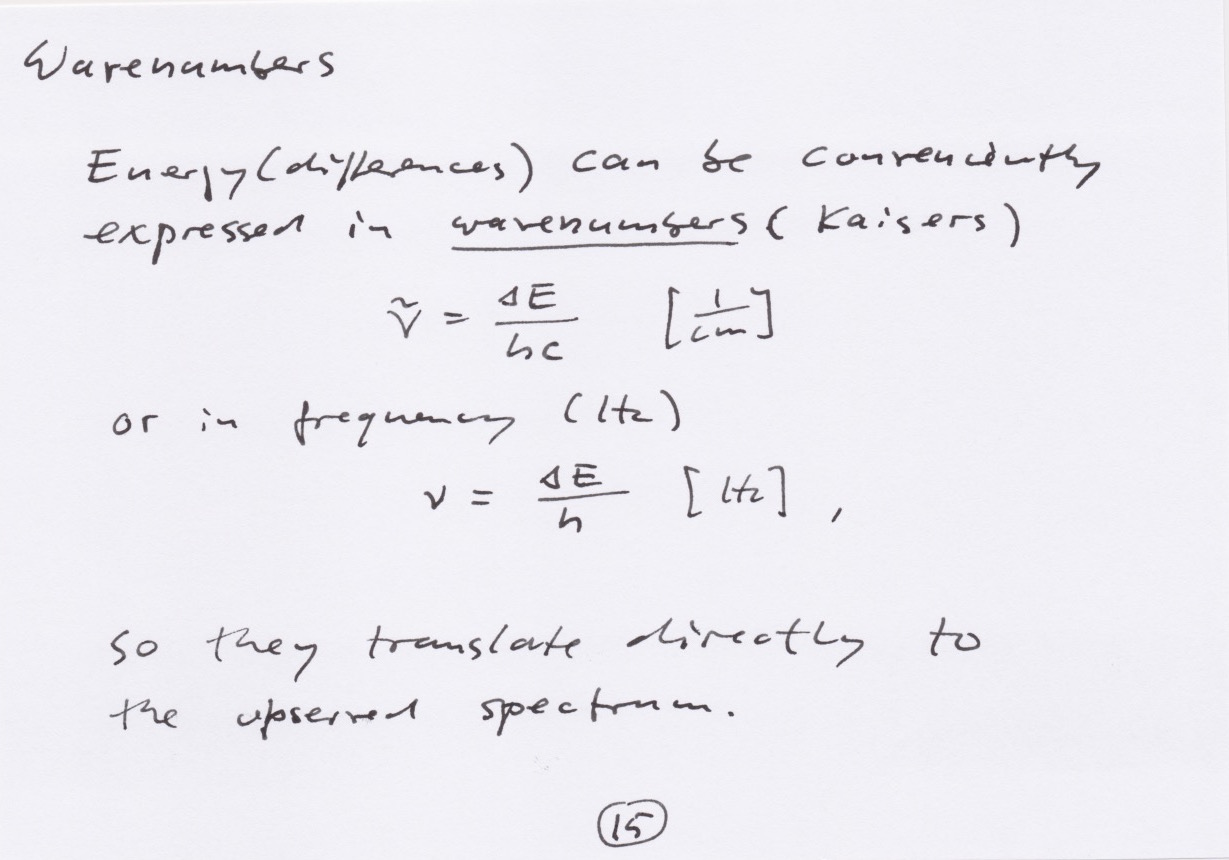 Wavenumbers
Energy (differences) can be conveniently
expressed in wavenumbers (Kaisers)
ṽ = ΔE / hc [1/cm]
or in frequency (Hz)
ν = ΔE / h [Hz] ,
so they translate directly to
the upserved spectrum.
15